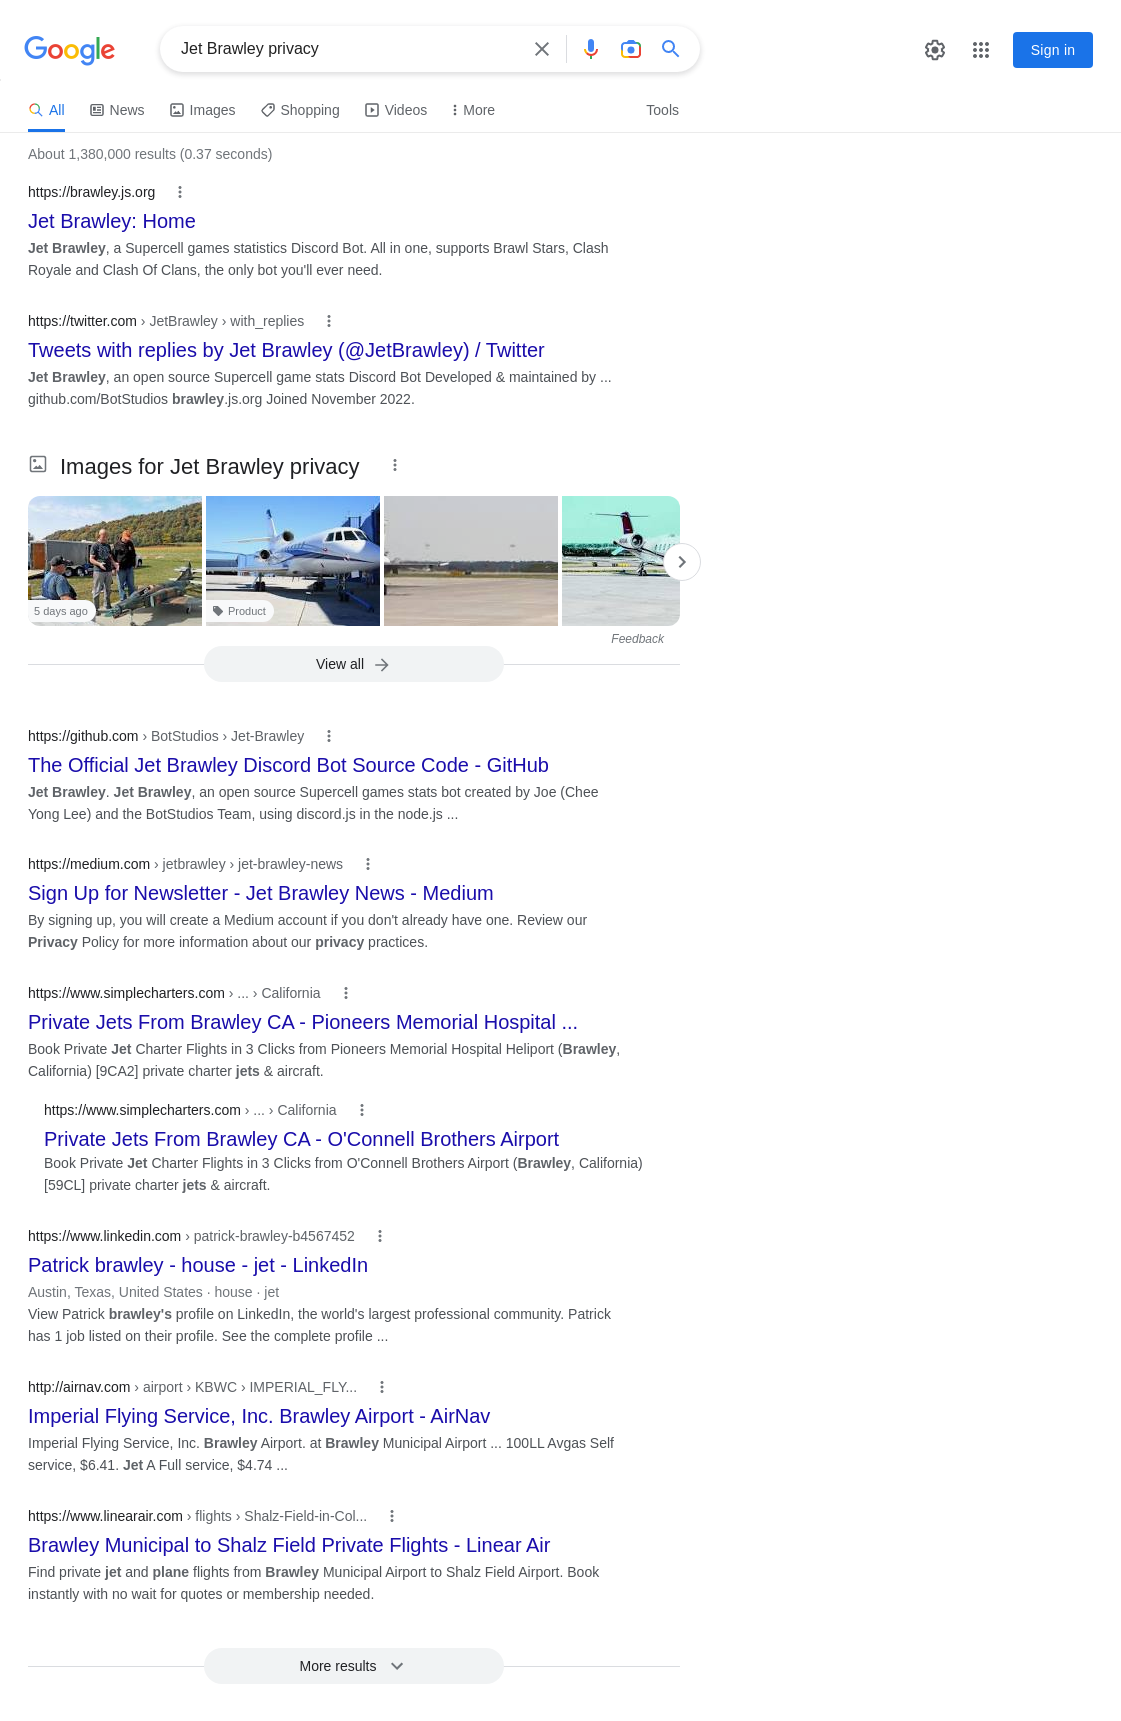 Google
Jet Brawley privacy
Sign in
All
News
Images
Shopping
Videos
More
Tools
About 1,380,000 results (0.37 seconds)
https://brawley.js.org
Jet Brawley: Home
Jet Brawley, a Supercell games statistics Discord Bot. All in one, supports Brawl Stars, Clash
Royale and Clash Of Clans, the only bot you'll ever need.
https://twitter.com › JetBrawley › with_replies
Tweets with replies by Jet Brawley (@JetBrawley) / Twitter
Jet Brawley, an open source Supercell game stats Discord Bot Developed & maintained by ...
github.com/BotStudios brawley.js.org Joined November 2022.
Images for Jet Brawley privacy
5 days ago
Product
Feedback
View all
https://github.com › BotStudios › Jet-Brawley
The Official Jet Brawley Discord Bot Source Code - GitHub
Jet Brawley. Jet Brawley, an open source Supercell games stats bot created by Joe (Chee
Yong Lee) and the BotStudios Team, using discord.js in the node.js ...
https://medium.com › jetbrawley › jet-brawley-news
Sign Up for Newsletter - Jet Brawley News - Medium
By signing up, you will create a Medium account if you don't already have one. Review our
Privacy Policy for more information about our privacy practices.
https://www.simplecharters.com › ... › California
Private Jets From Brawley CA - Pioneers Memorial Hospital ...
Book Private Jet Charter Flights in 3 Clicks from Pioneers Memorial Hospital Heliport (Brawley,
California) [9CA2] private charter jets & aircraft.
https://www.simplecharters.com › ... › California
Private Jets From Brawley CA - O'Connell Brothers Airport
Book Private Jet Charter Flights in 3 Clicks from O'Connell Brothers Airport (Brawley, California)
[59CL] private charter jets & aircraft.
https://www.linkedin.com › patrick-brawley-b4567452
Patrick brawley - house - jet - LinkedIn
Austin, Texas, United States · house · jet
View Patrick brawley's profile on LinkedIn, the world's largest professional community. Patrick
has 1 job listed on their profile. See the complete profile ...
http://airnav.com › airport › KBWC › IMPERIAL_FLY...
Imperial Flying Service, Inc. Brawley Airport - AirNav
Imperial Flying Service, Inc. Brawley Airport. at Brawley Municipal Airport ... 100LL Avgas Self
service, $6.41. Jet A Full service, $4.74 ...
https://www.linearair.com › flights › Shalz-Field-in-Col...
Brawley Municipal to Shalz Field Private Flights - Linear Air
Find private jet and plane flights from Brawley Municipal Airport to Shalz Field Airport. Book
instantly with no wait for quotes or membership needed.
More results